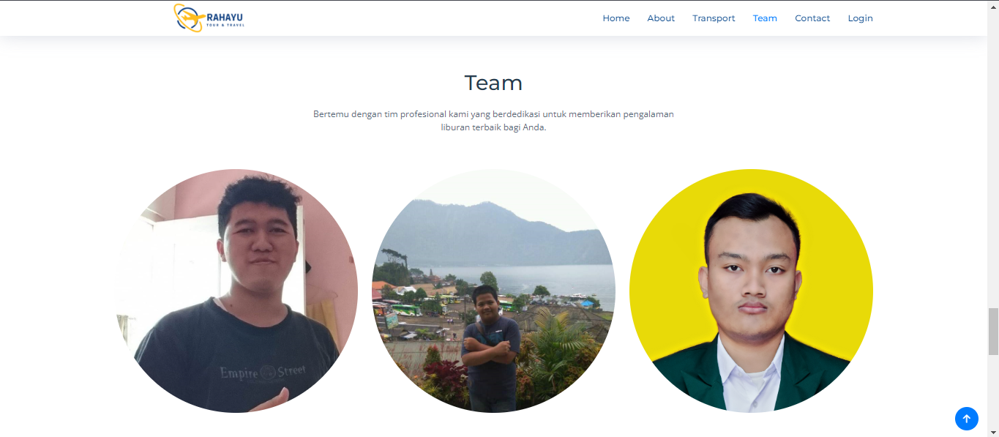 RAHAYU
TOUR & TRAVEL
Home About Transport Team Contact Login
Team
Bertemu dengan tim profesional kami yang berdedikasi untuk memberikan pengalaman
liburan terbaik bagi Anda.
Empire Street